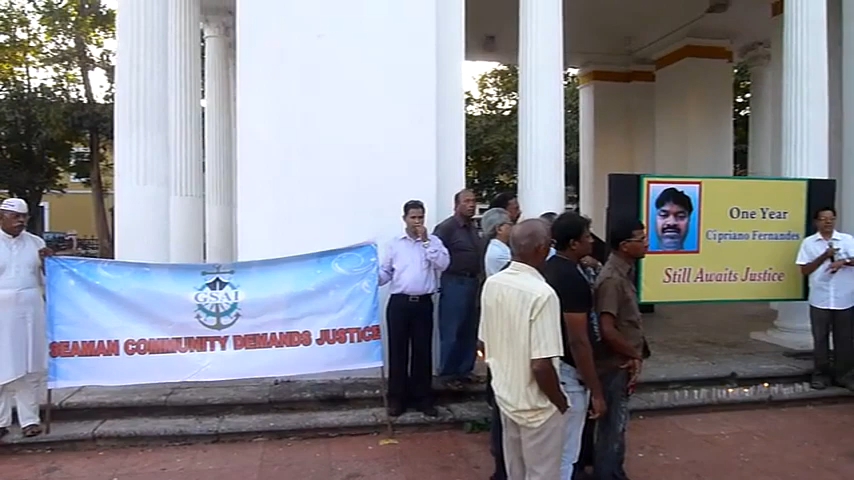 GSAI
SEAMAN COMMUNITY DEMANDS JUSTICE
One Year
Cipriano Fernandes
Still Awaits Justice